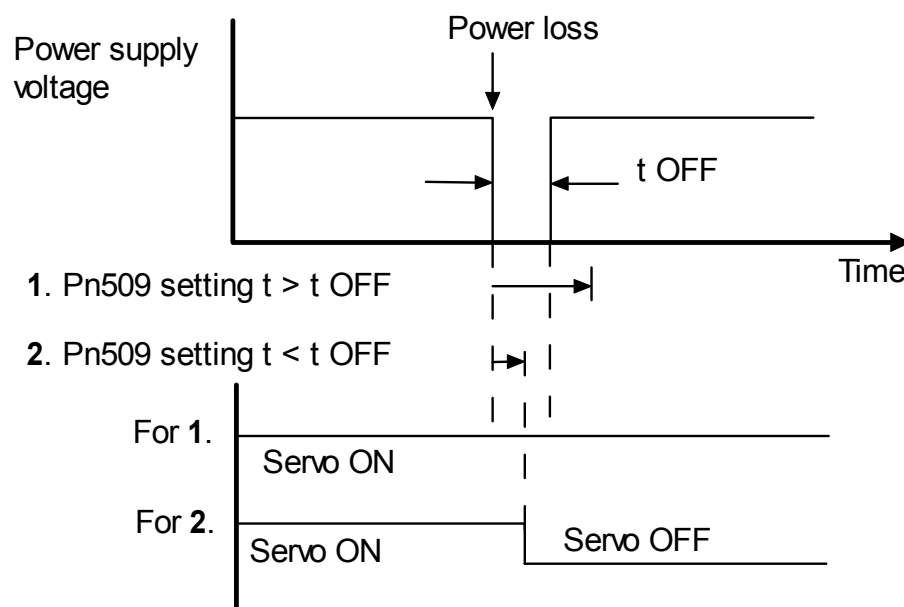 Power loss
Power supply
voltage
t OFF
Time
1. Pn509 setting t > t OFF
2. Pn509 setting t < t OFF
For 1.
Servo ON
For 2.
Servo ON
Servo OFF